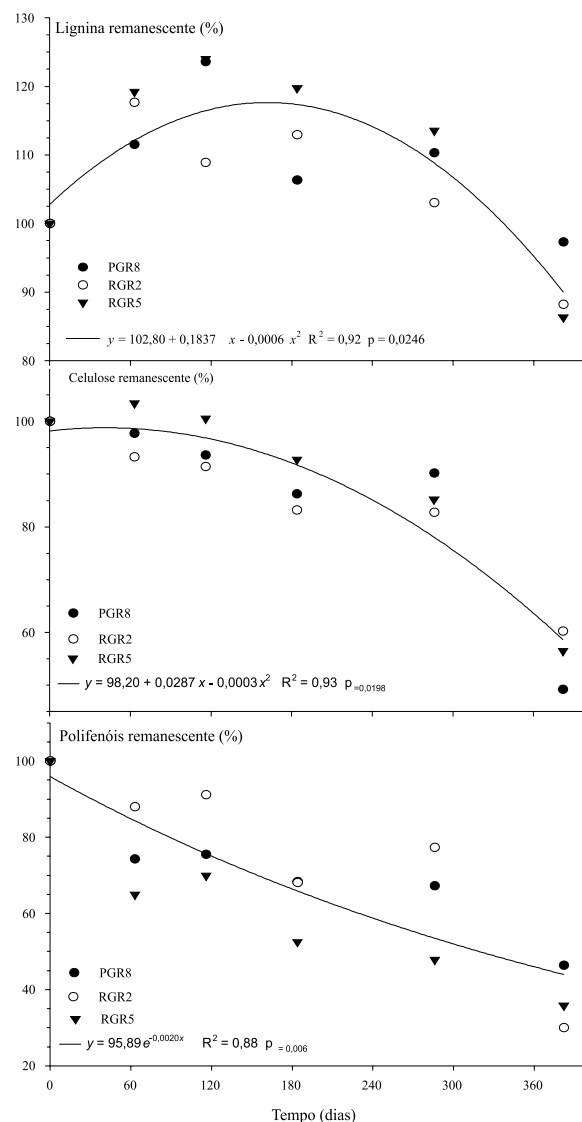 Lignina remanescente (%)
130
120
110
100
90
80
PGR8
RGR2
RGR5
y = 102,80 + 0,1837 x - 0,0006 x² R² = 0,92 p = 0,0246
Celulose remanescente (%)
100
80
60
PGR8
RGR2
RGR5
y = 98,20 + 0,0287 x - 0,0003 x² R² = 0,93 p =0,0198
Polifenóis remanescente (%)
100
80
60
40
20
PGR8
RGR2
RGR5
y = 95,89 e^-0,0020x R² = 0,88 p = 0,006
0 60 120 180 240 300 360
Tempo (dias)